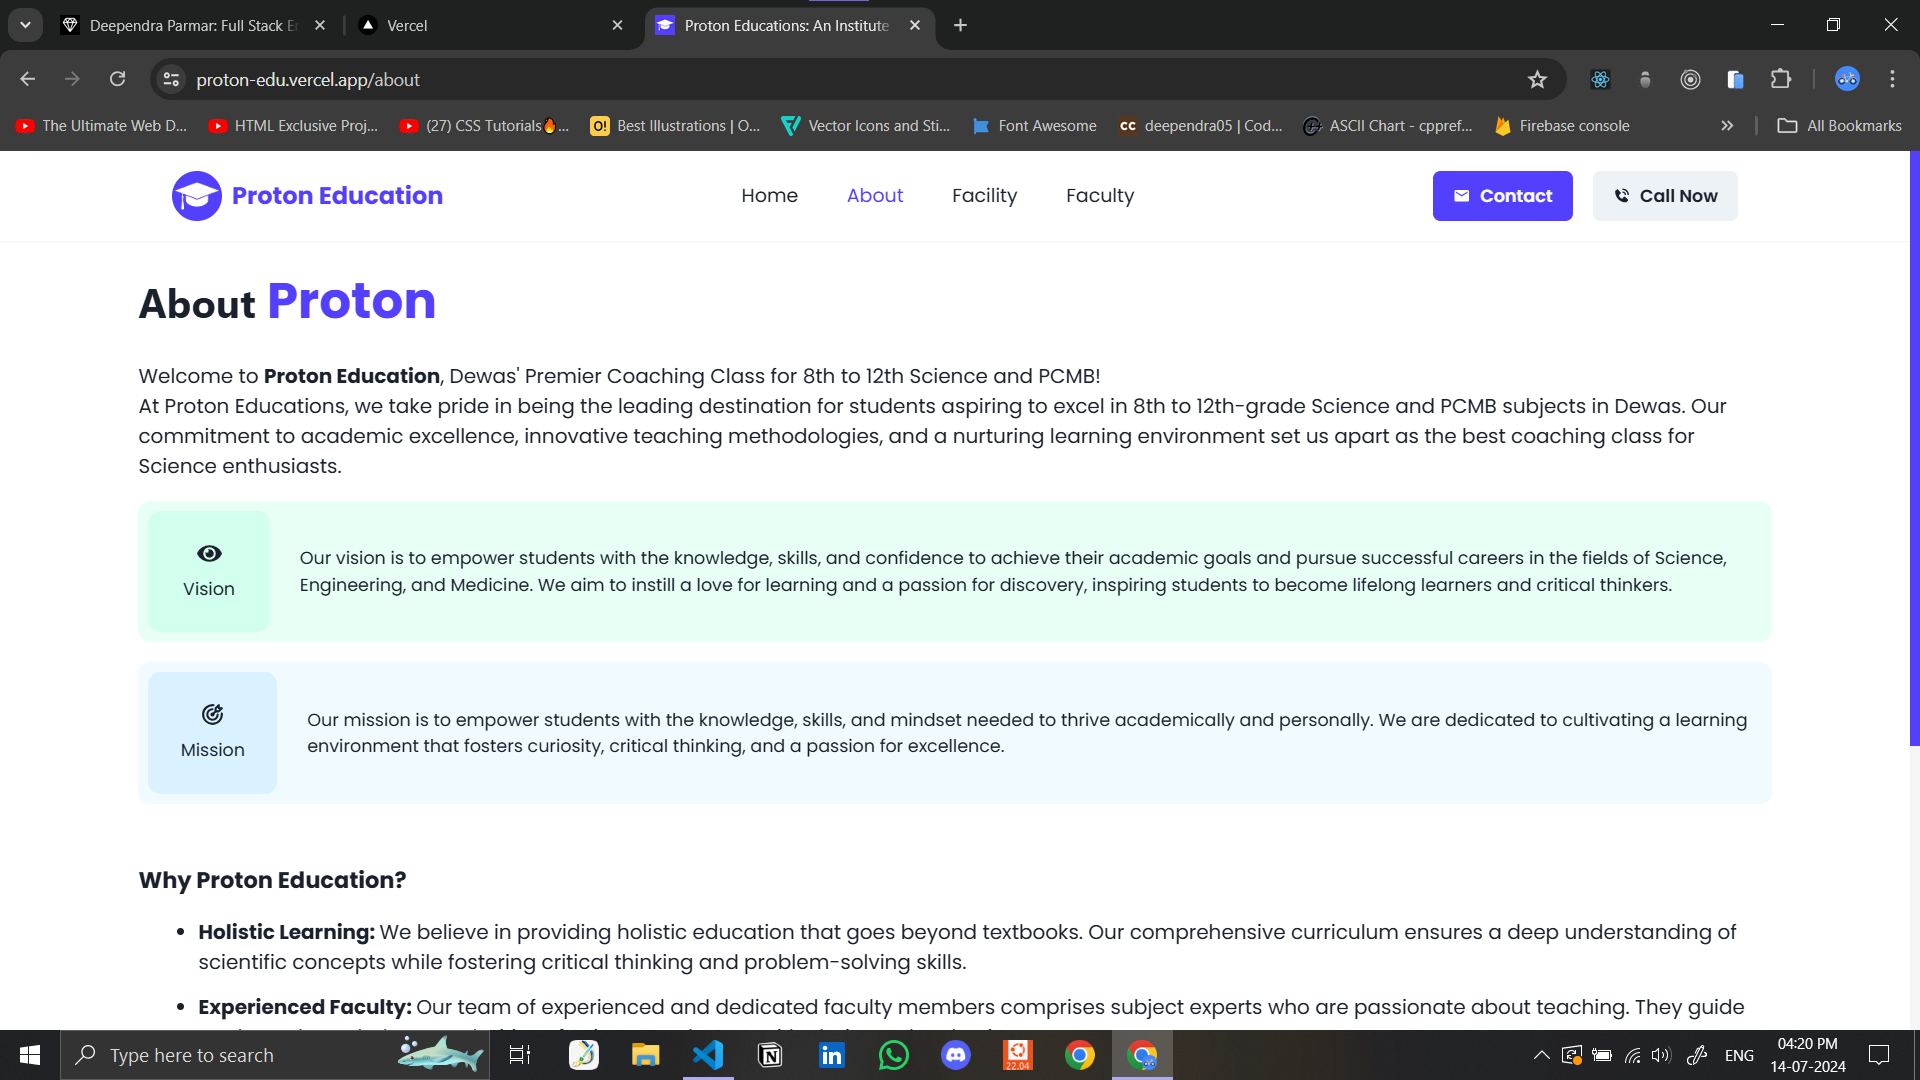 Deependra Parmar: Full Stack Er
Vercel
Proton Educations: An Institute
proton-edu.vercel.app/about
The Ultimate Web D...
HTML Exclusive Proj...
(27) CSS Tutorials🔥...
Best Illustrations | O...
Vector Icons and Sti...
Font Awesome
deependra05 | Cod...
ASCII Chart - cppref...
Firebase console
All Bookmarks
Proton Education
Home
About
Facility
Faculty
Contact
Call Now
About Proton
Welcome to Proton Education, Dewas' Premier Coaching Class for 8th to 12th Science and PCMB!
At Proton Educations, we take pride in being the leading destination for students aspiring to excel in 8th to 12th-grade Science and PCMB subjects in Dewas. Our
commitment to academic excellence, innovative teaching methodologies, and a nurturing learning environment set us apart as the best coaching class for
Science enthusiasts.
Vision
Our vision is to empower students with the knowledge, skills, and confidence to achieve their academic goals and pursue successful careers in the fields of Science,
Engineering, and Medicine. We aim to instill a love for learning and a passion for discovery, inspiring students to become lifelong learners and critical thinkers.
Mission
Our mission is to empower students with the knowledge, skills, and mindset needed to thrive academically and personally. We are dedicated to cultivating a learning
environment that fosters curiosity, critical thinking, and a passion for excellence.
Why Proton Education?
• Holistic Learning: We believe in providing holistic education that goes beyond textbooks. Our comprehensive curriculum ensures a deep understanding of
scientific concepts while fostering critical thinking and problem-solving skills.
• Experienced Faculty: Our team of experienced and dedicated faculty members comprises subject experts who are passionate about teaching. They guide
Type here to search
22.04
ENG
04:20 PM
14-07-2024